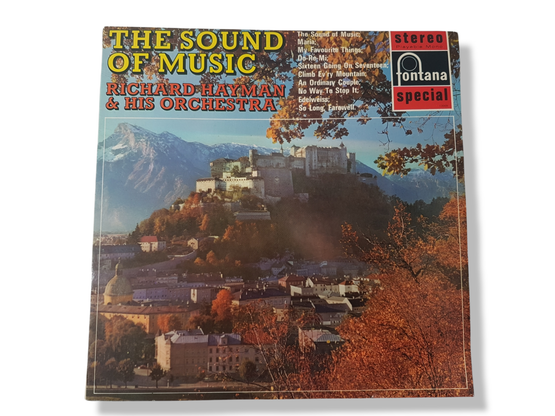 THE SOUND
OF MUSIC
RICHARD HAYMAN
& HIS ORCHESTRA
The Sound of Music;
Maria;
My Favourite Things;
Do-Re-Mi;
Sixteen Going On Seventeen;
Climb Ev'ry Mountain;
An Ordinary Couple;
No Way To Stop It;
Edelweiss;
So Long, Farewell
stereo
fontana
special